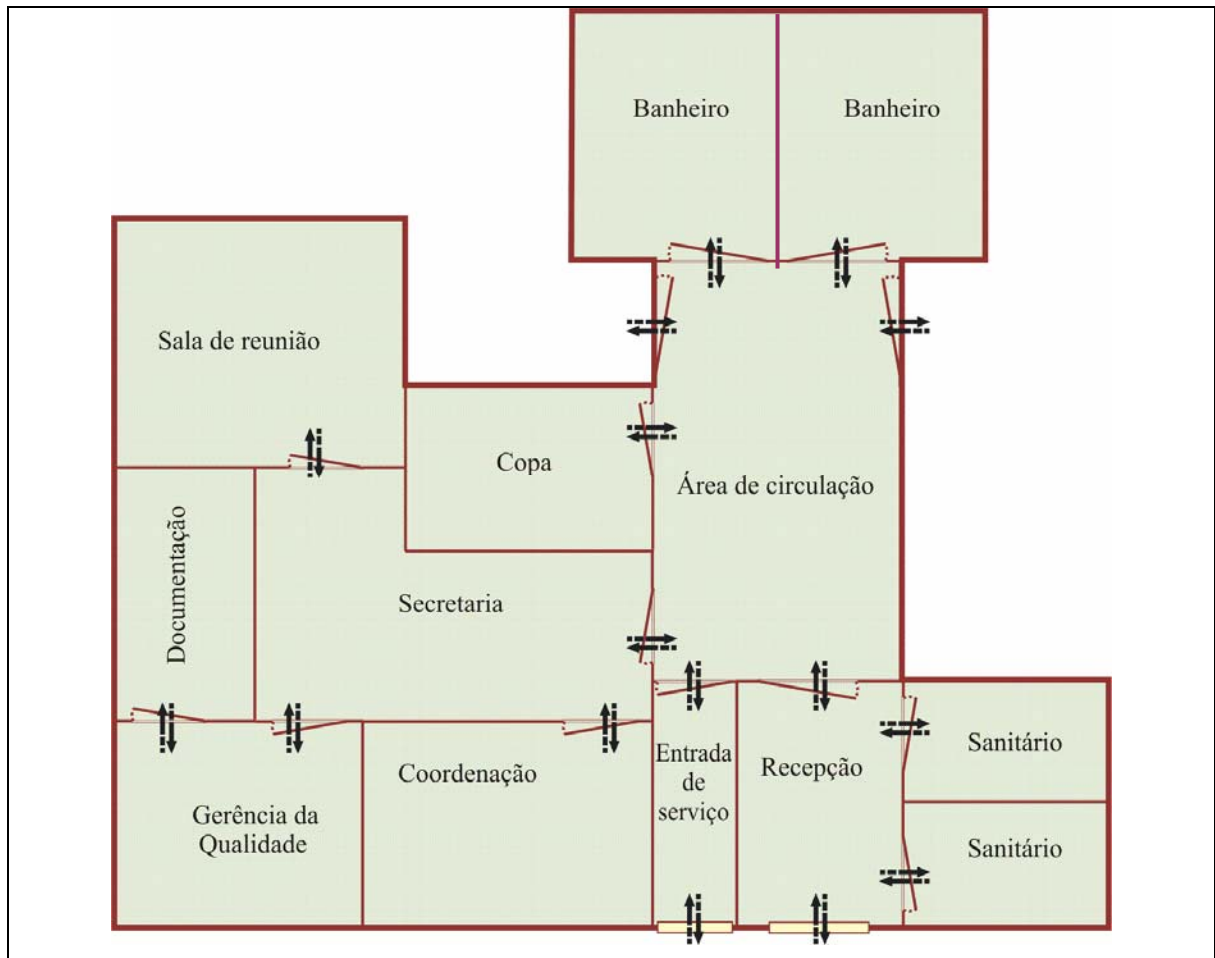 Banheiro
Banheiro
Sala de reunião
Copa
Área de circulação
Documentação
Secretaria
Coordenação
Gerência da
Qualidade
Entrada
de
serviço
Recepção
Sanitário
Sanitário